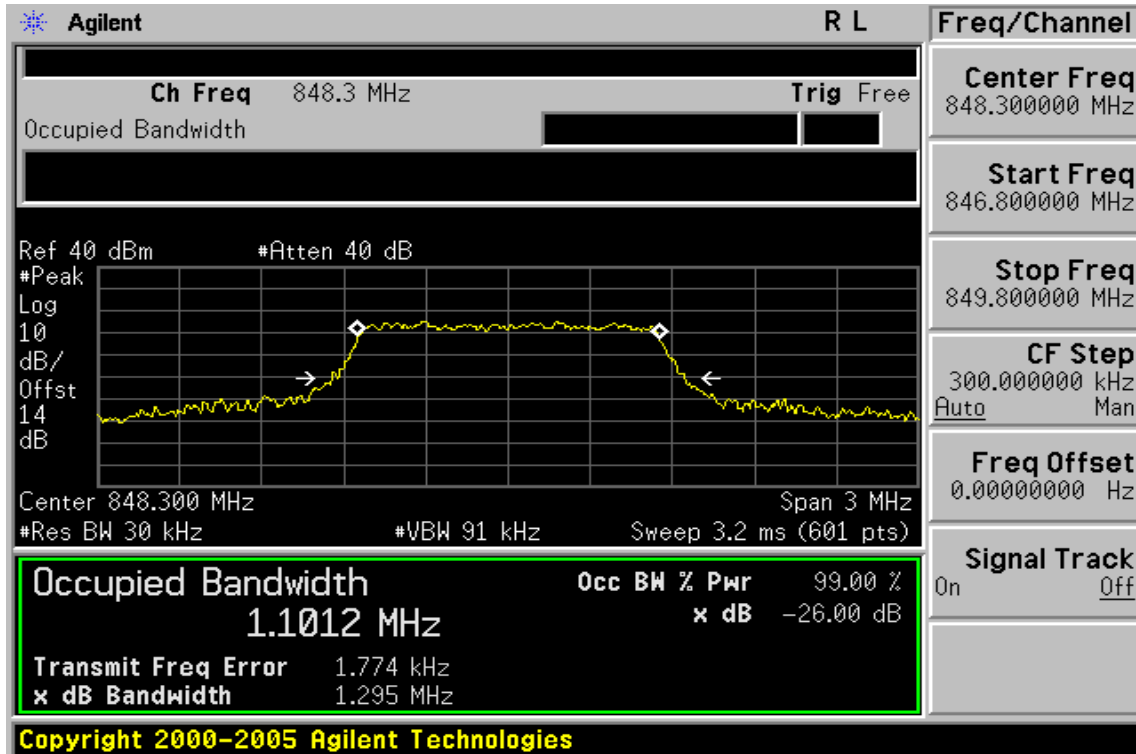 Agilent R L
Ch Freq 848.3 MHz Trig Free
Occupied Bandwidth
Ref 40 dBm #Atten 40 dB
#Peak
Log
10
dB/
Offst
14
dB
Center 848.300 MHz Span 3 MHz
#Res BW 30 kHz #VBW 91 kHz Sweep 3.2 ms (601 pts)
Occupied Bandwidth Occ BW % Pwr 99.00 %
1.1012 MHz x dB -26.00 dB
Transmit Freq Error 1.774 kHz
x dB Bandwidth 1.295 MHz
Copyright 2000-2005 Agilent Technologies
Freq/Channel
Center Freq
848.300000 MHz
Start Freq
846.800000 MHz
Stop Freq
849.800000 MHz
CF Step
300.000000 kHz
Auto Man
Freq Offset
0.00000000 Hz
Signal Track
On Off